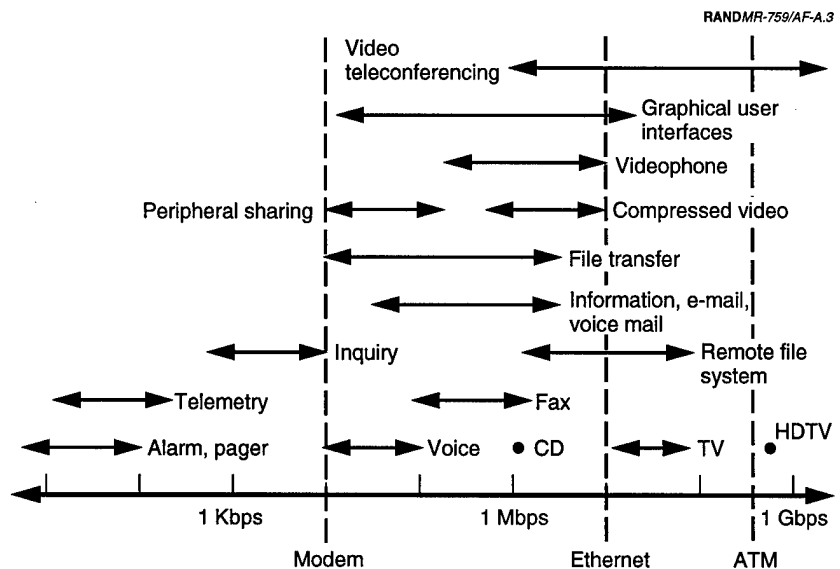 RANDMR-759/AF-A.3
Video
teleconferencing
Graphical user
interfaces
Videophone
Peripheral sharing
Compressed video
File transfer
Information, e-mail,
voice mail
Inquiry
Remote file
system
Telemetry
Fax
Alarm, pager
Voice
CD
TV
HDTV
1 Kbps
1 Mbps
1 Gbps
Modem
Ethernet
ATM